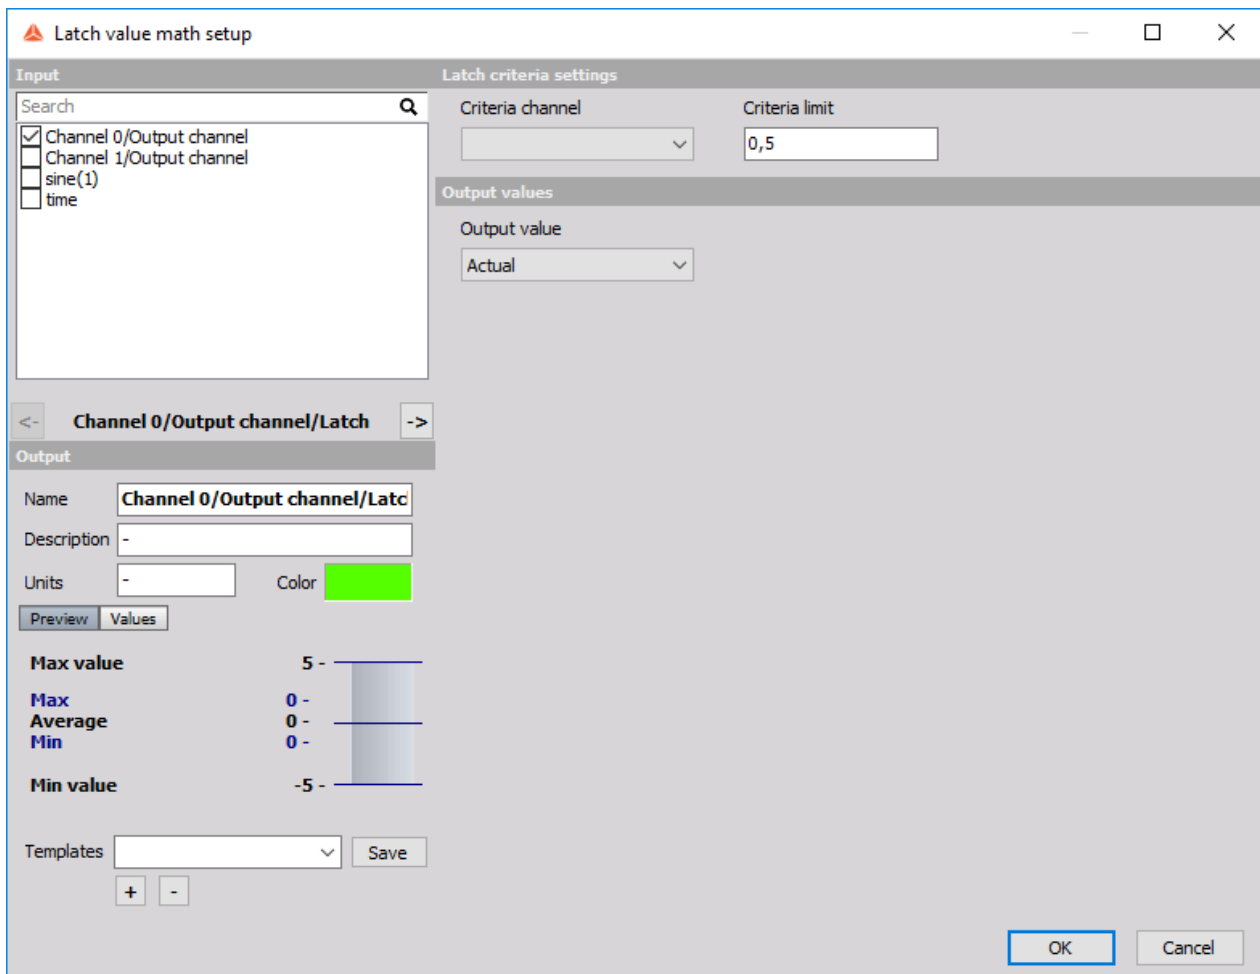 Latch value math setup
Input
Search
Channel 0/Output channel
Channel 1/Output channel
sine(1)
time
<- Channel 0/Output channel/Latch ->
Output
Name Channel 0/Output channel/Latc
Description -
Units - Color
Preview Values
Max value 5 -
Max 0 -
Average 0 -
Min 0 -
Min value -5 -
Templates Save
+ -
Latch criteria settings
Criteria channel Criteria limit
0,5
Output values
Output value
Actual
OK Cancel